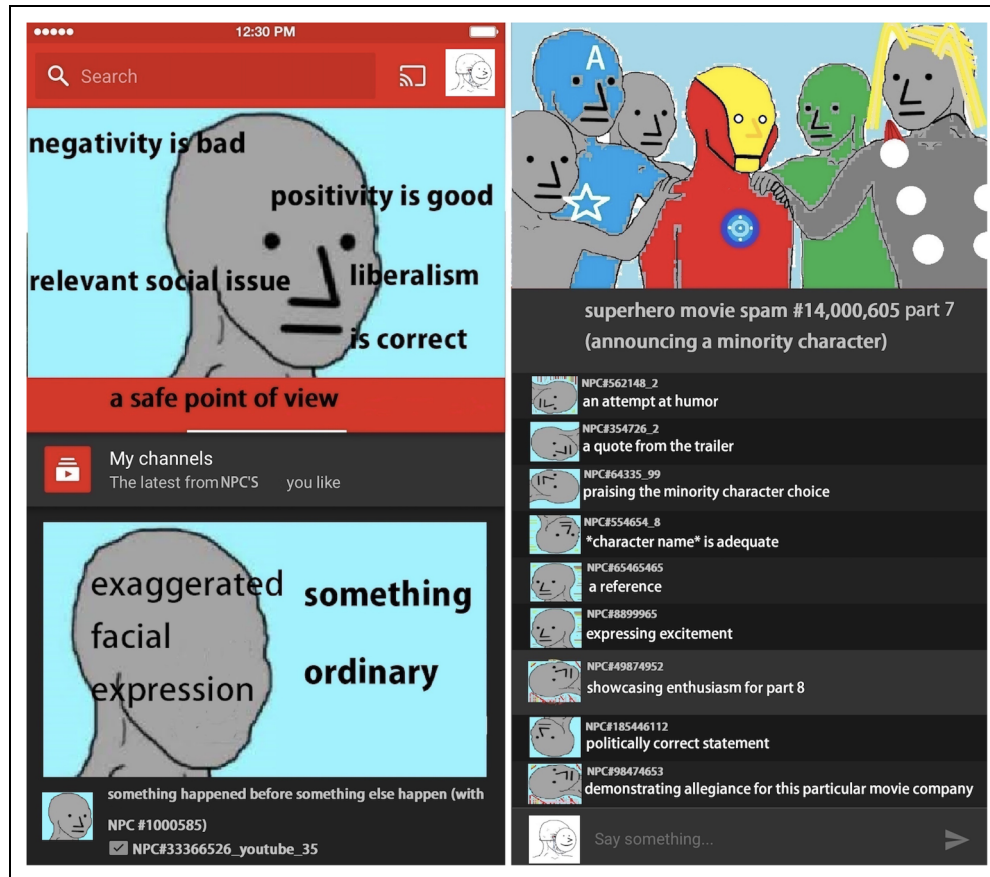 12:30 PM
Search
negativity is bad
positivity is good
relevant social issue
liberalism
is correct
a safe point of view
My channels
The latest from NPC'S you like
exaggerated
facial
expression
something
ordinary
something happened before something else happen (with
NPC #1000585)
NPC#33366526_youtube_35
A
superhero movie spam #14,000,605 part 7
(announcing a minority character)
NPC#562148_2
an attempt at humor
NPC#354726_2
a quote from the trailer
NPC#64335_99
praising the minority character choice
NPC#554654_8
*character name* is adequate
NPC#65465465
a reference
NPC#8899965
expressing excitement
NPC#49874952
showcasing enthusiasm for part 8
NPC#185446112
politically correct statement
NPC#98474653
demonstrating allegiance for this particular movie company
Say something...